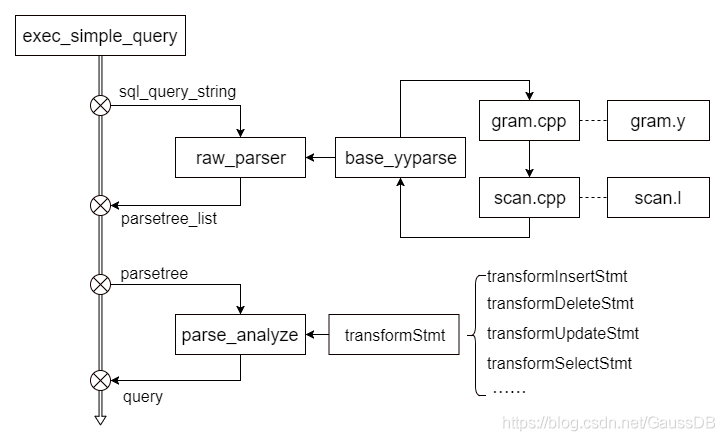 exec_simple_query
sql_query_string
raw_parser
base_yyparse
gram.cpp
gram.y
scan.cpp
scan.l
parsetree_list
parsetree
parse_analyze
transformStmt
transformInsertStmt
transformDeleteStmt
transformUpdateStmt
transformSelectStmt
……
query
https://blog.csdn.net/GaussDB